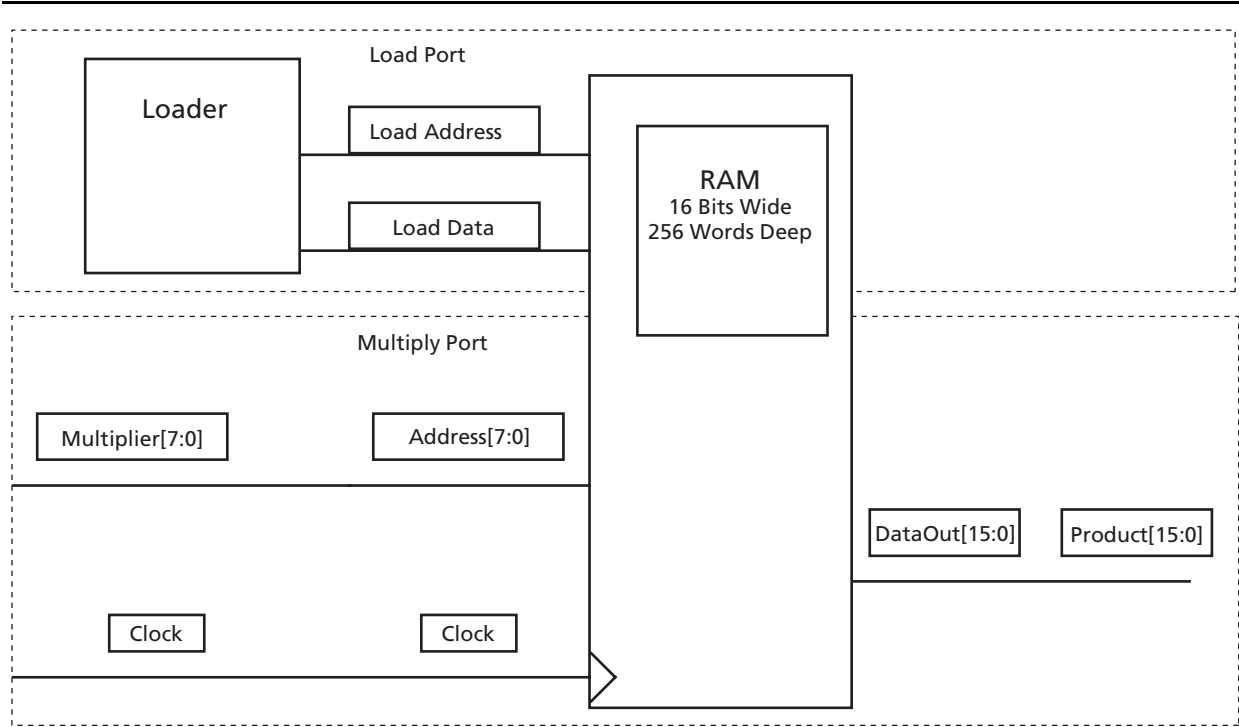 Load Port
Loader
Load Address
Load Data
RAM
16 Bits Wide
256 Words Deep
Multiply Port
Multiplier[7:0]
Address[7:0]
DataOut[15:0]
Product[15:0]
Clock
Clock